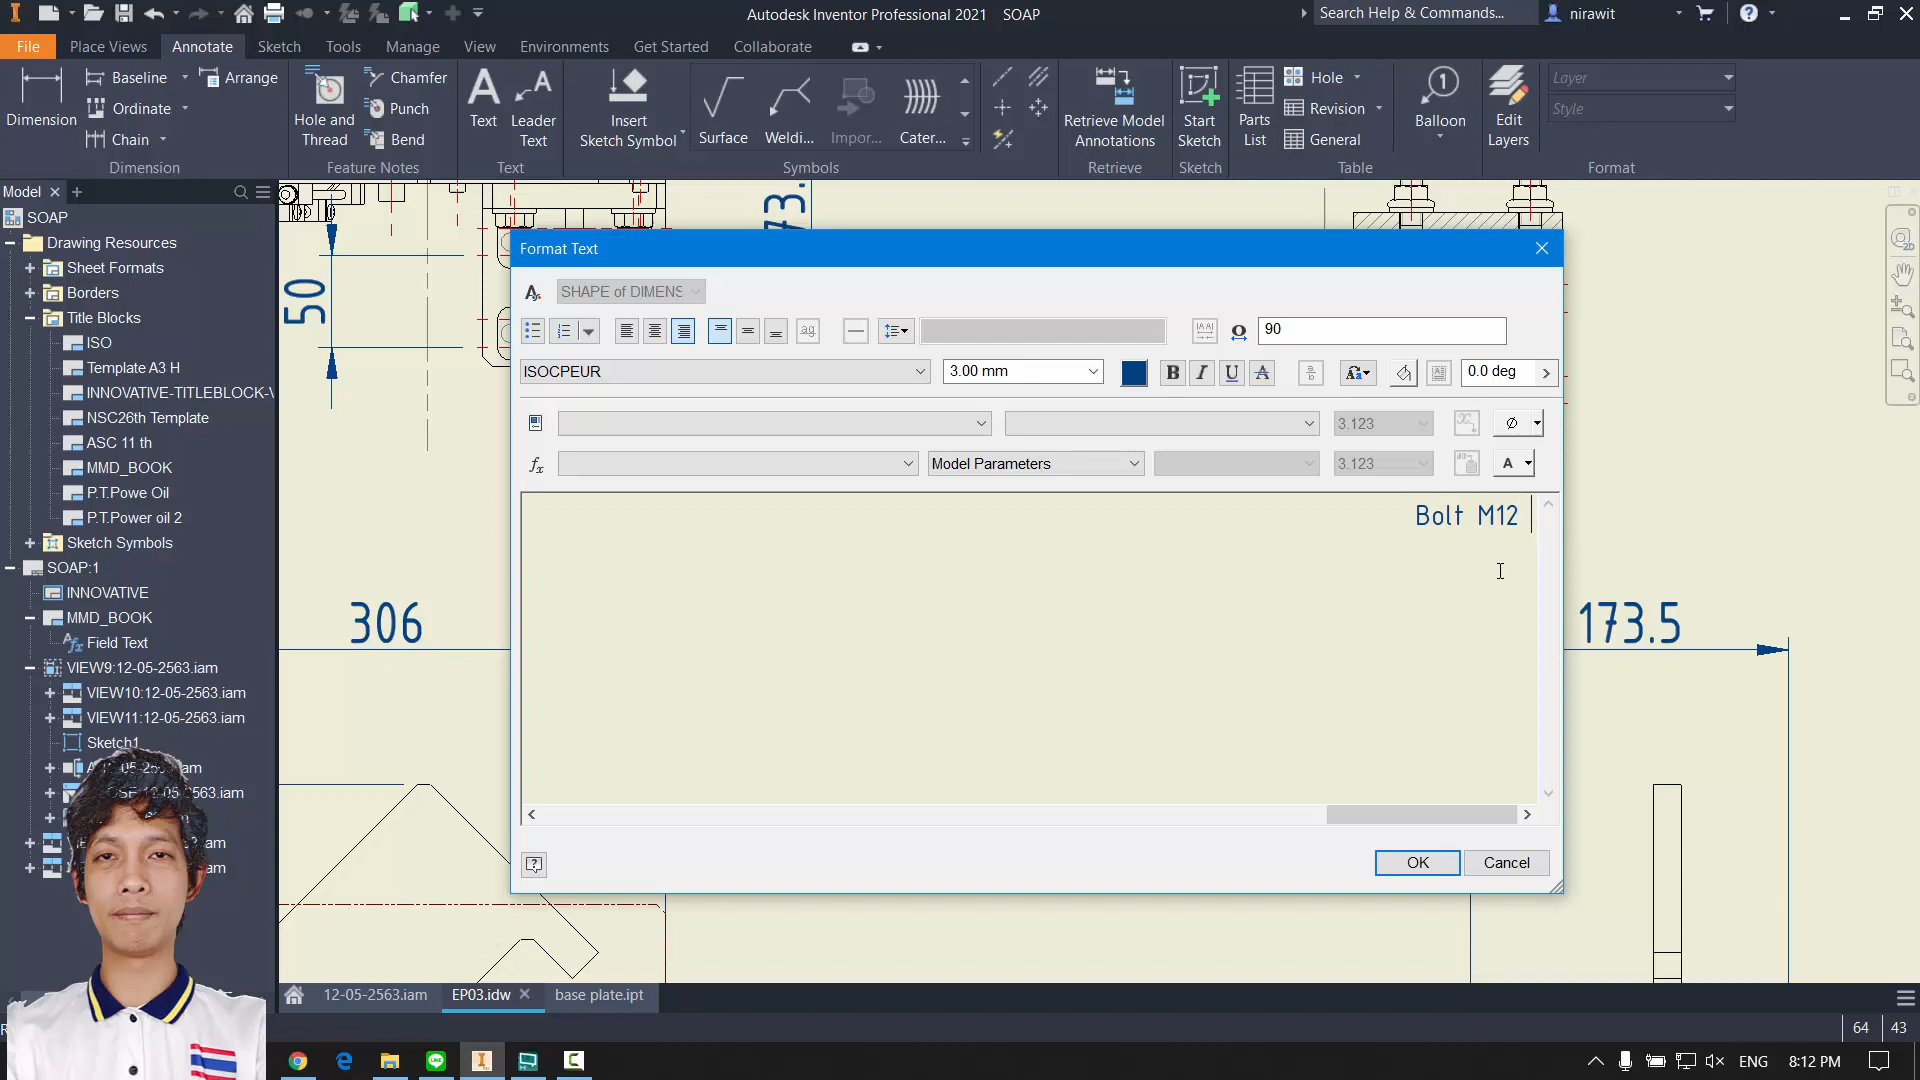 Autodesk Inventor Professional 2021 SOAP
Search Help & Commands...
nirawit
File Place Views Annotate Sketch Tools Manage View Environments Get Started Collaborate
Dimension
Baseline
Ordinate
Chain
Arrange
Dimension
Hole and Thread
Chamfer
Punch
Bend
Feature Notes
Text
Leader Text
Text
Insert Sketch Symbol
Surface
Weldi...
Impor...
Cater...
Symbols
Retrieve Model Annotations
Retrieve
Start Sketch
Sketch
Parts List
Hole
Revision
General
Table
Balloon
Edit Layers
Layer
Style
Format
Model
SOAP
Drawing Resources
Sheet Formats
Borders
Title Blocks
ISO
Template A3 H
INNOVATIVE-TITLEBLOCK-
NSC26th Template
ASC 11 th
MMD_BOOK
P.T.Powe Oil
P.T.Power oil 2
Sketch Symbols
SOAP:1
INNOVATIVE
MMD_BOOK
Field Text
VIEW9:12-05-2563.iam
VIEW10:12-05-2563.iam
VIEW11:12-05-2563.iam
Sketch1
50
306
73.
173.5
Format Text
SHAPE of DIMENS
90
ISOCPEUR
3.00 mm
B I U A
0.0 deg
3.123
Model Parameters
3.123
A
Bolt M12
OK
Cancel
12-05-2563.iam
EP03.idw
base plate.ipt
64
43
ENG
8:12 PM